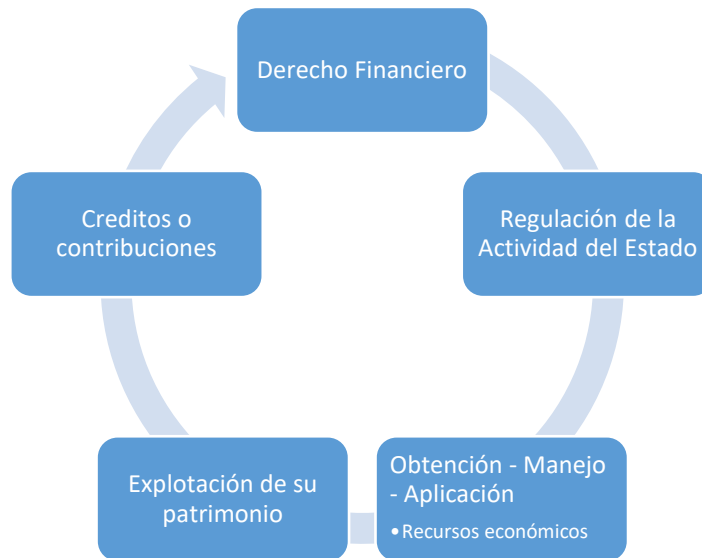 Derecho Financiero
Regulación de la
Actividad del Estado
Obtención - Manejo
- Aplicación
•Recursos económicos
Explotación de su
patrimonio
Creditos o
contribuciones